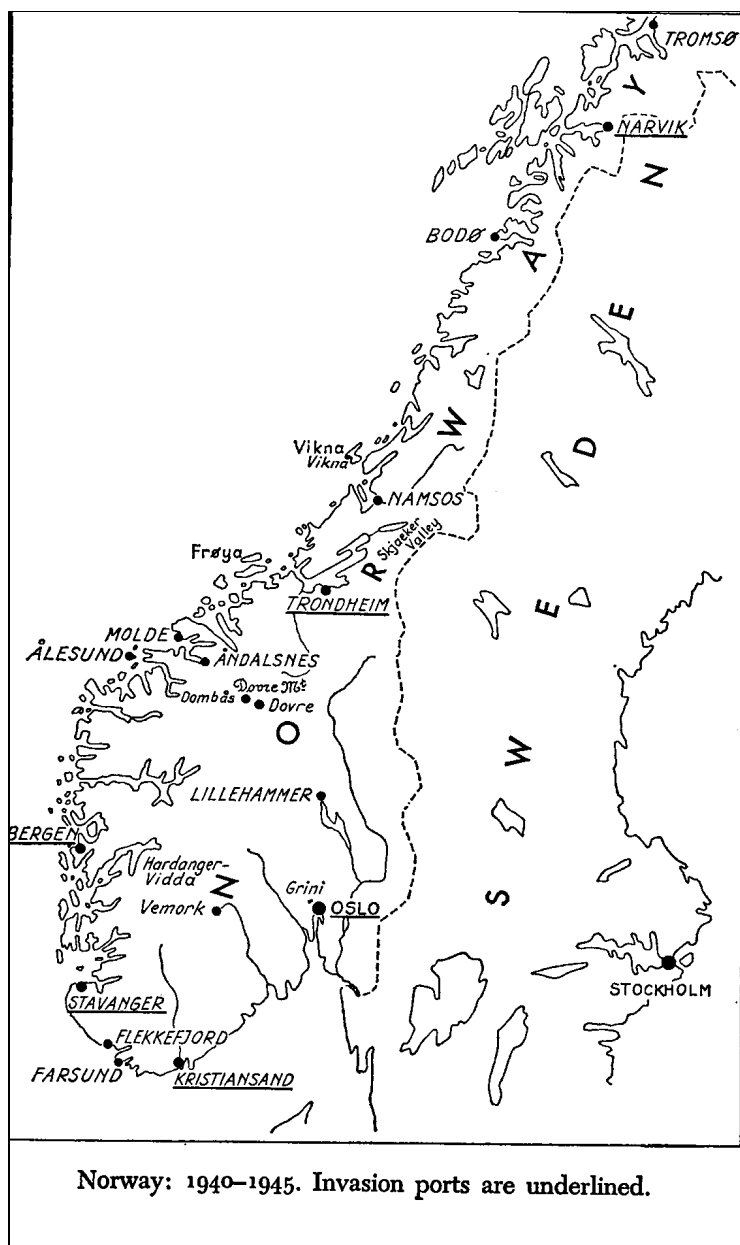 TROMSØ
NARVIK
BODØ
NORWAY
SWEDEN
Vikna
Vikna
NAMSOS
Skjaeker
Valley
Frøya
TRONDHEIM
MOLDE
ÅLESUND
ÅNDALSNES
Dovre Mt
Dombås
Dovre
LILLEHAMMER
BERGEN
Hardanger-
Vidda
Grini
Vemork
OSLO
STOCKHOLM
STAVANGER
FLEKKEFJORD
FARSUND
KRISTIANSAND
Norway: 1940–1945. Invasion ports are underlined.